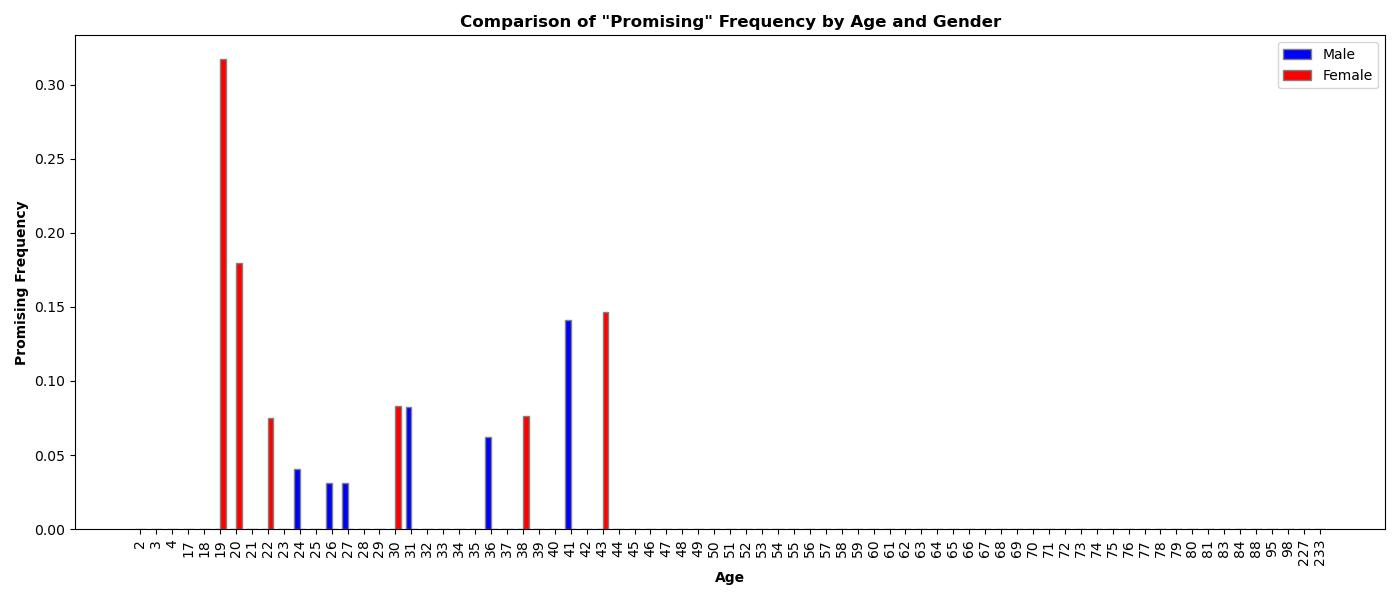 Comparison of "Promising" Frequency by Age and Gender
Male
Female
Promising Frequency
0.30
0.25
0.20
0.15
0.10
0.05
0.00
2 3 4 17 18 19 20 21 22 23 24 25 26 27 28 29 30 31 32 33 34 35 36 37 38 39 40 41 42 43 44 45 46 47 48 49 50 51 52 53 54 55 56 57 58 59 60 61 62 63 64 65 66 67 68 69 70 71 72 73 74 75 76 77 78 79 80 81 83 84 88 95 98 227 233
Age